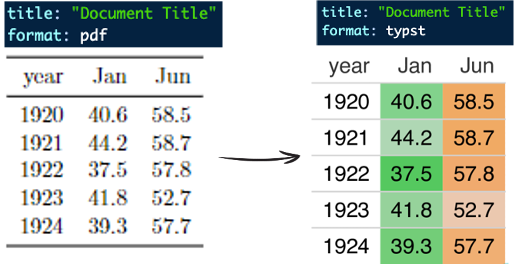 title: "Document Title"
format: pdf
year Jan Jun
1920 40.6 58.5
1921 44.2 58.7
1922 37.5 57.8
1923 41.8 52.7
1924 39.3 57.7
title: "Document Title"
format: typst
year Jan Jun
1920 40.6 58.5
1921 44.2 58.7
1922 37.5 57.8
1923 41.8 52.7
1924 39.3 57.7